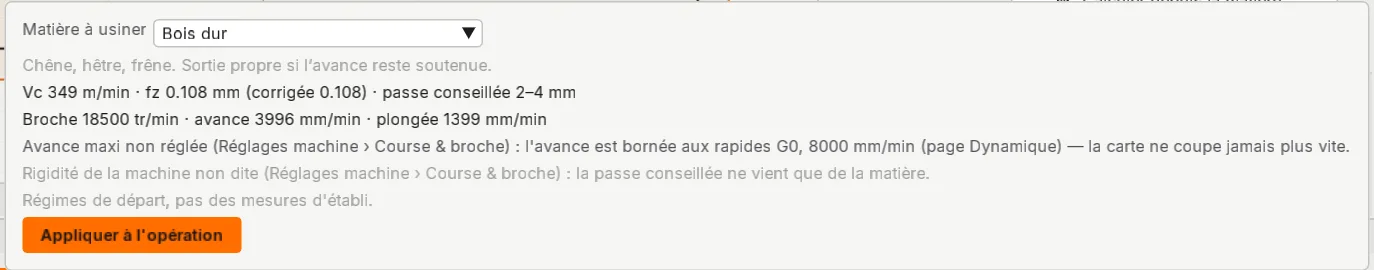 Matière à usiner Bois dur
Chêne, hêtre, frêne. Sortie propre si l'avance reste soutenue.
Vc 349 m/min · fz 0.108 mm (corrigée 0.108) · passe conseillée 2–4 mm
Broche 18500 tr/min · avance 3996 mm/min · plongée 1399 mm/min
Avance maxi non réglée (Réglages machine › Course & broche) : l'avance est bornée aux rapides G0, 8000 mm/min (page Dynamique) — la carte ne coupe jamais plus vite.
Rigidité de la machine non dite (Réglages machine › Course & broche) : la passe conseillée ne vient que de la matière.
Régimes de départ, pas des mesures d'établi.
Appliquer à l'opération